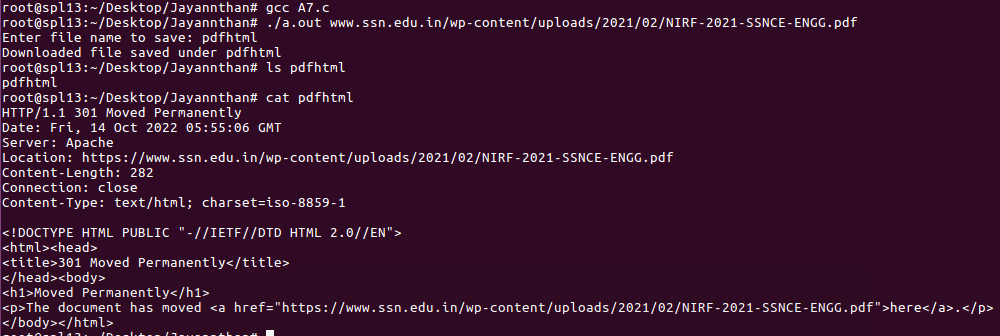 root@spl13:~/Desktop/Jayannthan# gcc A7.c
root@spl13:~/Desktop/Jayannthan# ./a.out www.ssn.edu.in/wp-content/uploads/2021/02/NIRF-2021-SSNCE-ENGG.pdf
Enter file name to save: pdfhtml
Downloaded file saved under pdfhtml
root@spl13:~/Desktop/Jayannthan# ls pdfhtml
pdfhtml
root@spl13:~/Desktop/Jayannthan# cat pdfhtml
HTTP/1.1 301 Moved Permanently
Date: Fri, 14 Oct 2022 05:55:06 GMT
Server: Apache
Location: https://www.ssn.edu.in/wp-content/uploads/2021/02/NIRF-2021-SSNCE-ENGG.pdf
Content-Length: 282
Connection: close
Content-Type: text/html; charset=iso-8859-1

<!DOCTYPE HTML PUBLIC "-//IETF//DTD HTML 2.0//EN">
<html><head>
<title>301 Moved Permanently</title>
</head><body>
<h1>Moved Permanently</h1>
<p>The document has moved <a href="https://www.ssn.edu.in/wp-content/uploads/2021/02/NIRF-2021-SSNCE-ENGG.pdf">here</a>.</p>
</body></html>
root@spl13:~/Desktop/Jayannthan#